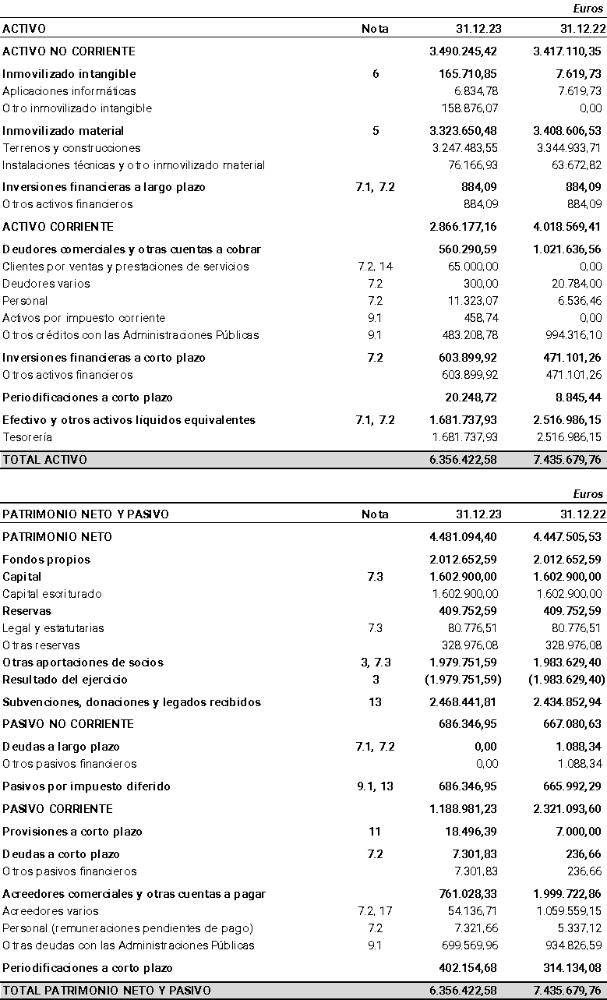 Euros
ACTIVO Nota 31.12.23 31.12.22
ACTIVO NO CORRIENTE 3.490.245,42 3.417.110,35
Inmovilizado intangible 6 165.710,85 7.619,73
Aplicaciones informáticas 6.834,78 7.619,73
Otro inmovilizado intangible 158.876,07 0,00
Inmovilizado material 5 3.323.650,48 3.408.606,53
Terrenos y construcciones 3.247.483,55 3.344.933,71
Instalaciones técnicas y otro inmovilizado material 76.166,93 63.672,82
Inversiones financieras a largo plazo 7.1, 7.2 884,09 884,09
Otros activos financieros 884,09 884,09
ACTIVO CORRIENTE 2.866.177,16 4.018.569,41
Deudores comerciales y otras cuentas a cobrar 560.290,59 1.021.636,56
Clientes por ventas y prestaciones de servicios 7.2, 14 65.000,00 0,00
Deudores varios 7.2 300,00 20.784,00
Personal 7.2 11.323,07 6.536,46
Activos por impuesto corriente 9.1 458,74 0,00
Otros créditos con las Administraciones Públicas 9.1 483.208,78 994.316,10
Inversiones financieras a corto plazo 7.2 603.899,92 471.101,26
Otros activos financieros 603.899,92 471.101,26
Periodificaciones a corto plazo 20.248,72 8.845,44
Efectivo y otros activos líquidos equivalentes 7.1, 7.2 1.681.737,93 2.516.986,15
Tesorería 1.681.737,93 2.516.986,15
TOTAL ACTIVO 6.356.422,58 7.435.679,76
Euros
PATRIMONIO NETO Y PASIVO Nota 31.12.23 31.12.22
PATRIMONIO NETO 4.481.094,40 4.447.505,53
Fondos propios 2.012.652,59 2.012.652,59
Capital 7.3 1.602.900,00 1.602.900,00
Capital escriturado 1.602.900,00 1.602.900,00
Reservas 409.752,59 409.752,59
Legal y estatutarias 7.3 80.776,51 80.776,51
Otras reservas 328.976,08 328.976,08
Otras aportaciones de socios 3, 7.3 1.979.751,59 1.983.629,40
Resultado del ejercicio 3 (1.979.751,59) (1.983.629,40)
Subvenciones, donaciones y legados recibidos 13 2.468.441,81 2.434.852,94
PASIVO NO CORRIENTE 686.346,95 667.080,63
Deudas a largo plazo 7.1, 7.2 0,00 1.088,34
Otros pasivos financieros 0,00 1.088,34
Pasivos por impuesto diferido 9.1, 13 686.346,95 665.992,29
PASIVO CORRIENTE 1.188.981,23 2.321.093,60
Provisiones a corto plazo 11 18.496,39 7.000,00
Deudas a corto plazo 7.2 7.301,83 236,66
Otros pasivos financieros 7.301,83 236,66
Acreedores comerciales y otras cuentas a pagar 761.028,33 1.999.722,86
Acreedores varios 7.2, 17 54.136,71 1.059.559,15
Personal (remuneraciones pendientes de pago) 7.2 7.321,66 5.337,12
Otras deudas con las Administraciones Públicas 9.1 699.569,96 934.826,59
Periodificaciones a corto plazo 402.154,68 314.134,08
TOTAL PATRIMONIO NETO Y PASIVO 6.356.422,58 7.435.679,76